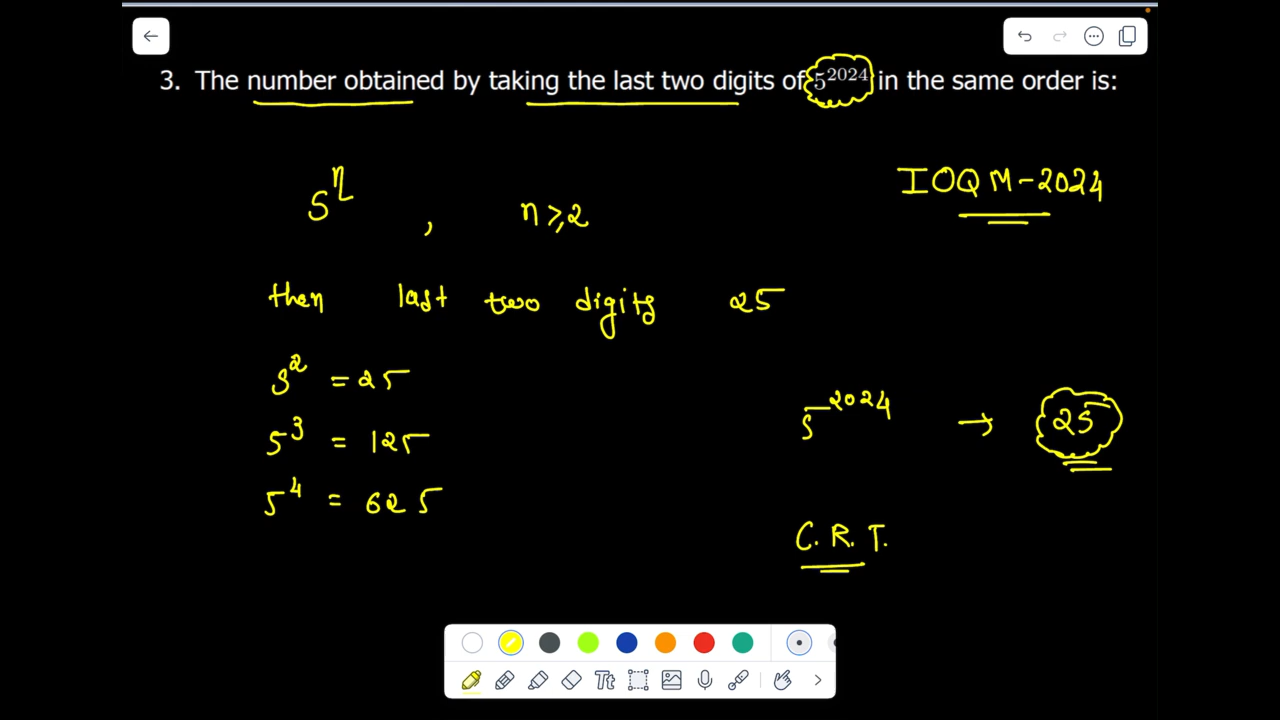 3. The number obtained by taking the last two digits of 5^2024 in the same order is:
IOQM-2024
5^n , n≥2
then last two digits 25
5^2 = 25
5^3 = 125
5^4 = 625
5^2024 → 25
C.R.T.
Tt